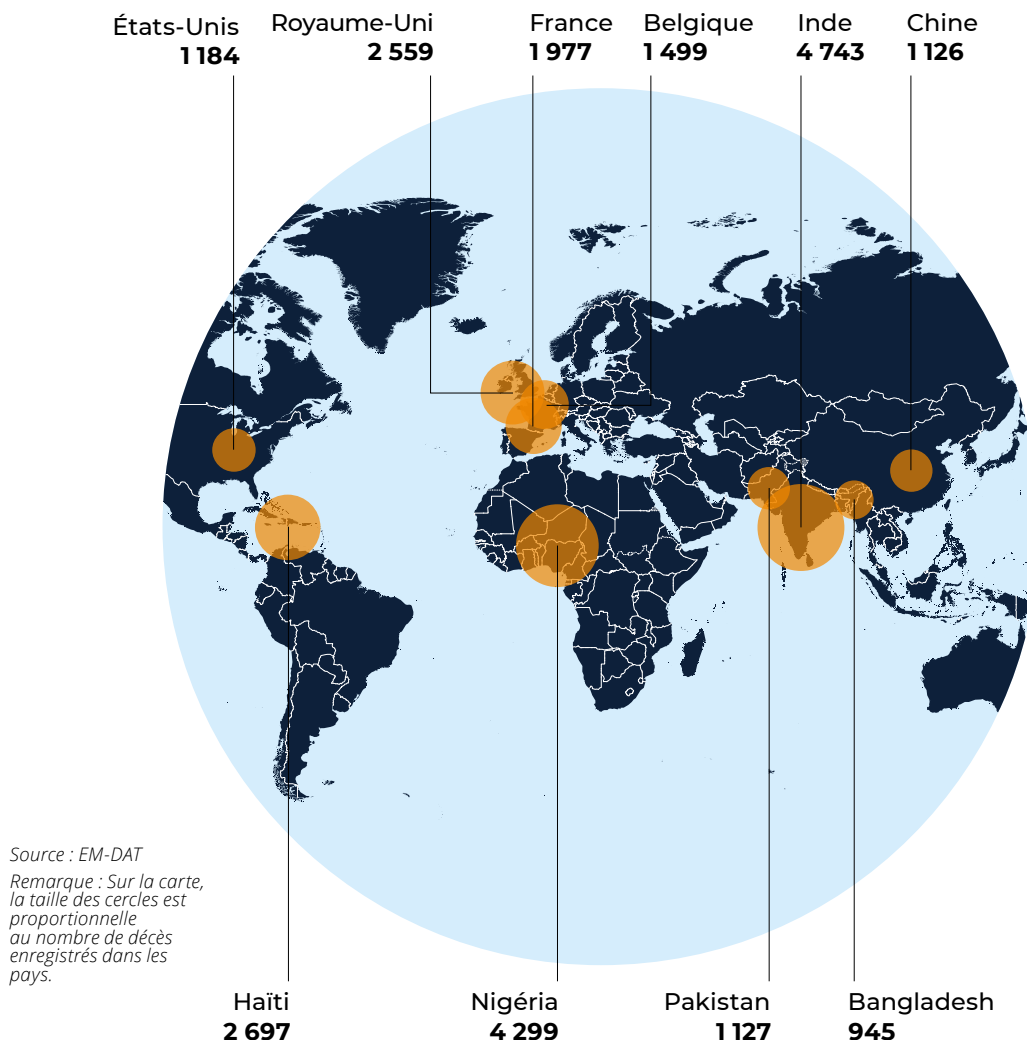 États-Unis
1 184
Royaume-Uni
2 559
France
1 977
Belgique
1 499
Inde
4 743
Chine
1 126
Source : EM-DAT
Remarque : Sur la carte,
la taille des cercles est
proportionnelle
au nombre de décès
enregistrés dans les
pays.
Haïti
2 697
Nigéria
4 299
Pakistan
1 127
Bangladesh
945